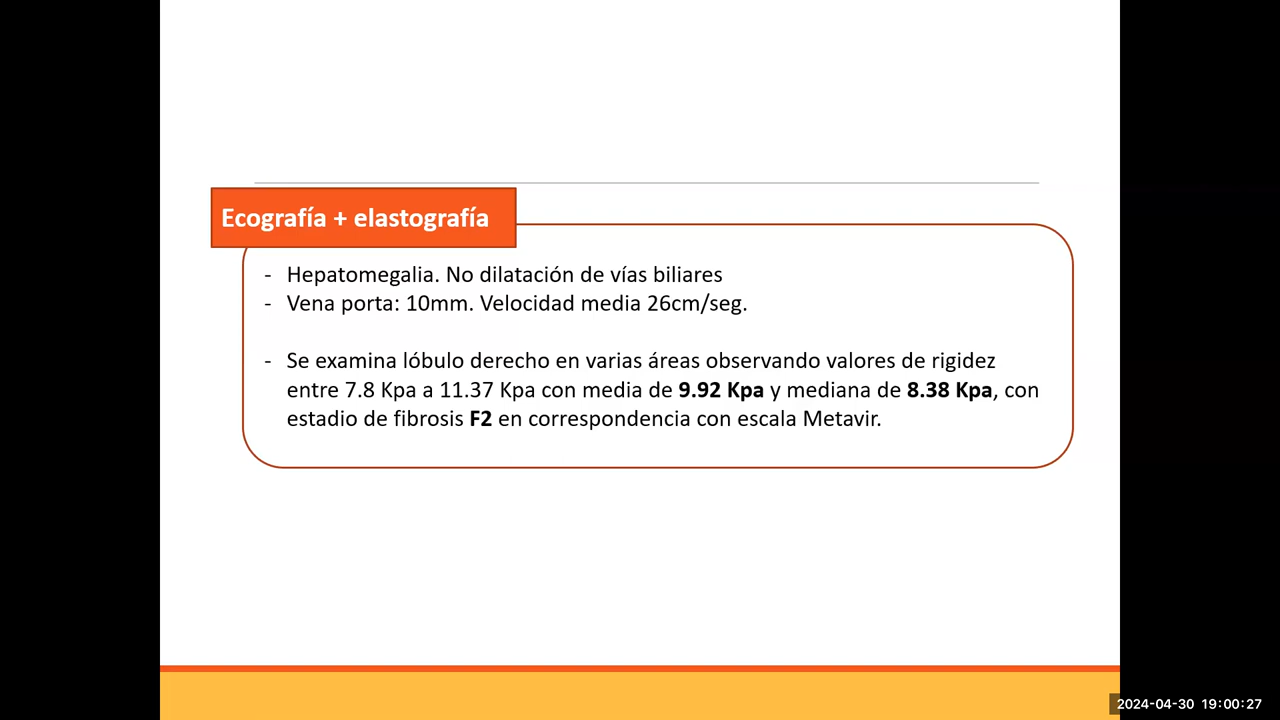 Ecografía + elastografía
- Hepatomegalia. No dilatación de vías biliares
- Vena porta: 10mm. Velocidad media 26cm/seg.
- Se examina lóbulo derecho en varias áreas observando valores de rigidez
entre 7.8 Kpa a 11.37 Kpa con media de 9.92 Kpa y mediana de 8.38 Kpa, con
estadio de fibrosis F2 en correspondencia con escala Metavir.
2024-04-30 19:00:27